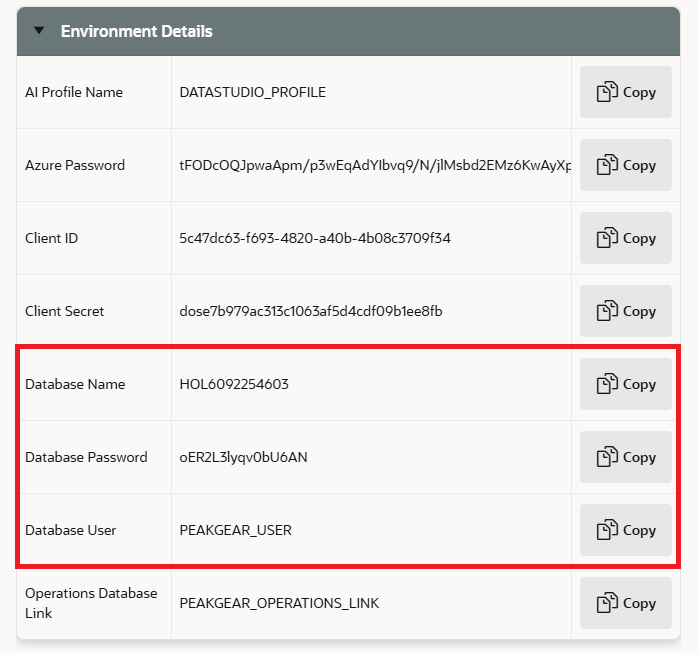 Environment Details
AI Profile Name DATASTUDIO_PROFILE Copy
Azure Password tFODcOQJpwaApm/p3wEqAdYIbvq9/N/jlMsbd2EMz6KwAyXp Copy
Client ID 5c47dc63-f693-4820-a40b-4b08c3709f34 Copy
Client Secret dose7b979ac313c1063af5d4cdf09b1ee8fb Copy
Database Name HOL6092254603 Copy
Database Password oER2L3lyqv0bU6AN Copy
Database User PEAKGEAR_USER Copy
Operations Database
Link PEAKGEAR_OPERATIONS_LINK Copy